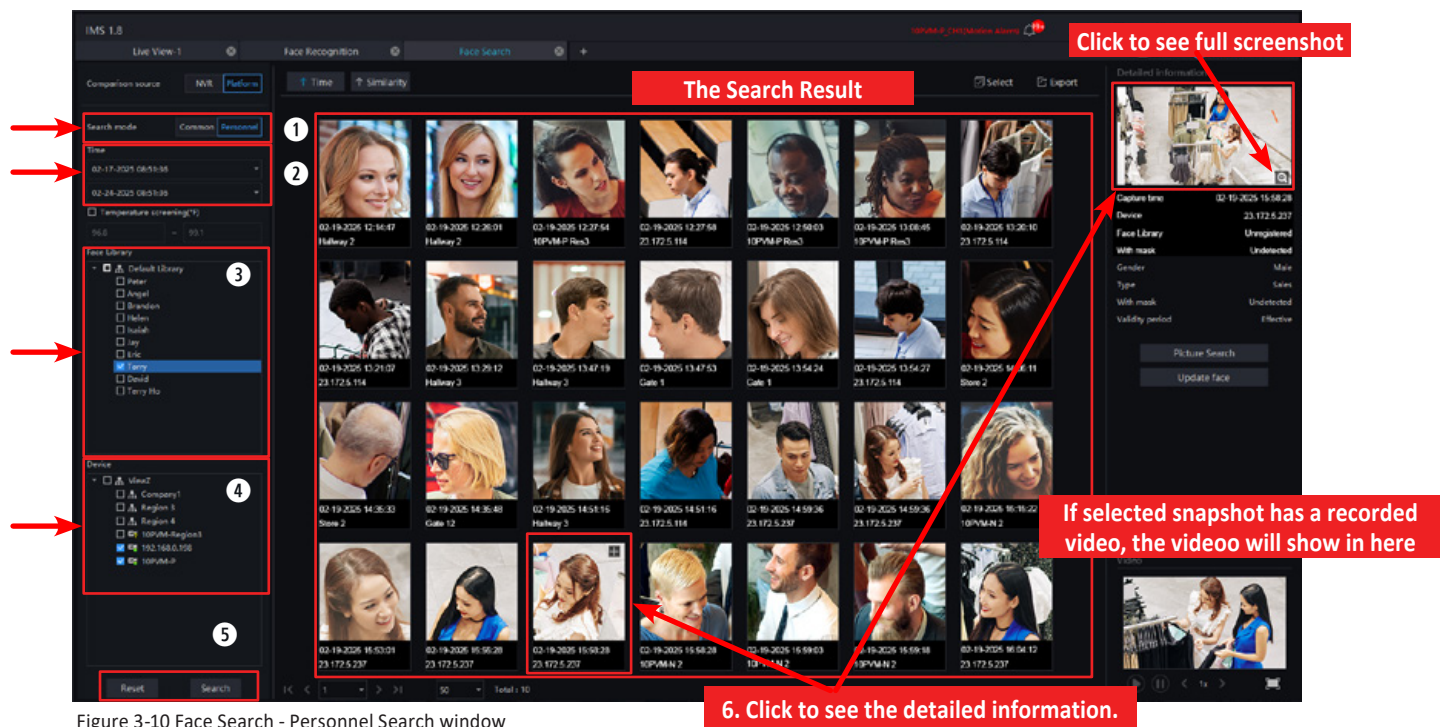 IMS 1.8
Live View-1
Face Recognition
Face Search
+
99+
Click to see full screenshot
Comparison source NVR Platform
↑ Time ↑ Similarity
The Search Result
Select Export
Detailed information
Search mode Common Personnel
1
Time
02-17-2025 08:51:36
2
02-24-2025 08:51:36
Temperature screening(°F)
96.8 ~ 99.1
Face Library
3
Default Library
Peter
Angel
Brandon
Helen
Isaiah
Jay
Eric
Terry
David
Terry Ho
Device
4
View2
Company1
Region 3
Region 4
10PVM-Region3
192.168.0.198
10PVM-P
5
Reset Search
02-19-2025 12:14:47
Hallway 2
02-19-2025 12:26:01
Hallway 2
02-19-2025 12:27:54
10PVM-P Res3
02-19-2025 12:27:58
23.172.5.114
02-19-2025 12:58:03
10PVM-P Res3
02-19-2025 13:08:45
10PVM-P Res3
02-19-2025 13:20:10
23.172.5.114
02-19-2025 13:21:07
23.172.5.114
02-19-2025 13:29:12
Hallway 3
02-19-2025 13:47:19
Hallway 3
02-19-2025 13:47:53
Gate 1
02-19-2025 13:54:24
Gate 1
02-19-2025 13:54:27
23.172.5.114
Store 2
02-19-2025 14:35:33
Store 2
02-19-2025 14:35:48
Gate 12
02-19-2025 14:51:16
Hallway 3
02-19-2025 14:51:16
23.172.5.114
02-19-2025 14:59:36
23.172.5.237
02-19-2025 14:59:36
23.172.5.237
02-19-2025 15:15:22
10PVM-N 2
02-19-2025 15:53:01
23.172.5.237
02-19-2025 15:58:28
23.172.5.237
02-19-2025 15:58:28
23.172.5.237
02-19-2025 15:58:28
10PVM-N 2
02-19-2025 15:59:03
10PVM-N 2
02-19-2025 15:59:18
10PVM-N 2
02-19-2025 16:04:12
23.172.5.237
1 50 Total : 10
Capture time 02-19-2025 15:58:28
Device 23.172.5.237
Face Library Unregistered
With mask Undetected
Gender Male
Type Sales
With mask Undetected
Validity period Effective
Picture Search
Update face
If selected snapshot has a recorded
video, the videoo will show in here
Video
1x
6. Click to see the detailed information.
Figure 3-10 Face Search - Personnel Search window